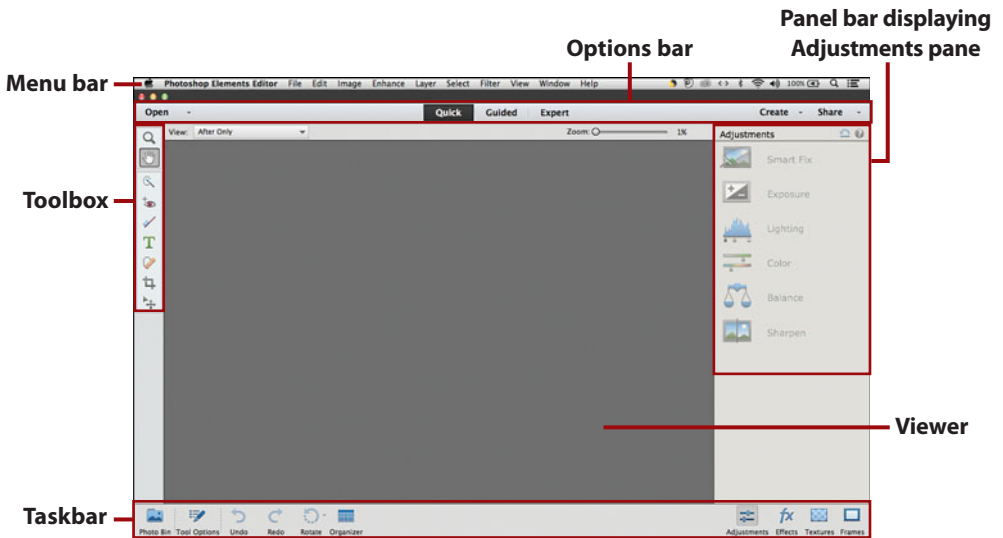 Panel bar displaying
Options bar
Adjustments pane
Menu bar
Photoshop Elements Editor File Edit Image Enhance Layer Select Filter View Window Help
100%
Open
Quick Guided Expert
Create Share
View: After Only
Zoom: 1%
Adjustments
Smart Fix
Exposure
Toolbox
Lighting
T
Color
Balance
Sharpen
Viewer
Taskbar
fx
Photo Bin Tool Options Undo Redo Rotate Organizer
Adjustments Effects Textures Frames